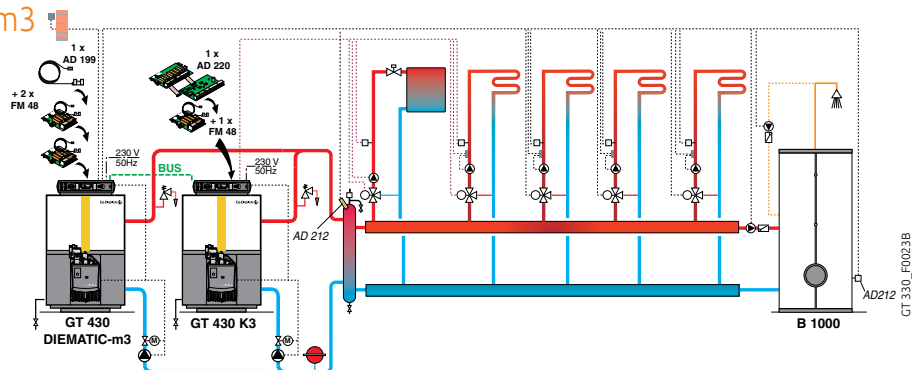 m3
1 x
AD 199
+ 2 x
FM 48
1 x
AD 220
+ 1 x
FM 48
230 V
50Hz
BUS
230 V
50Hz
AD 212
M
M
GT 430
DIEMATIC-m3
GT 430 K3
AD212
B 1000
GT 330_F0023B